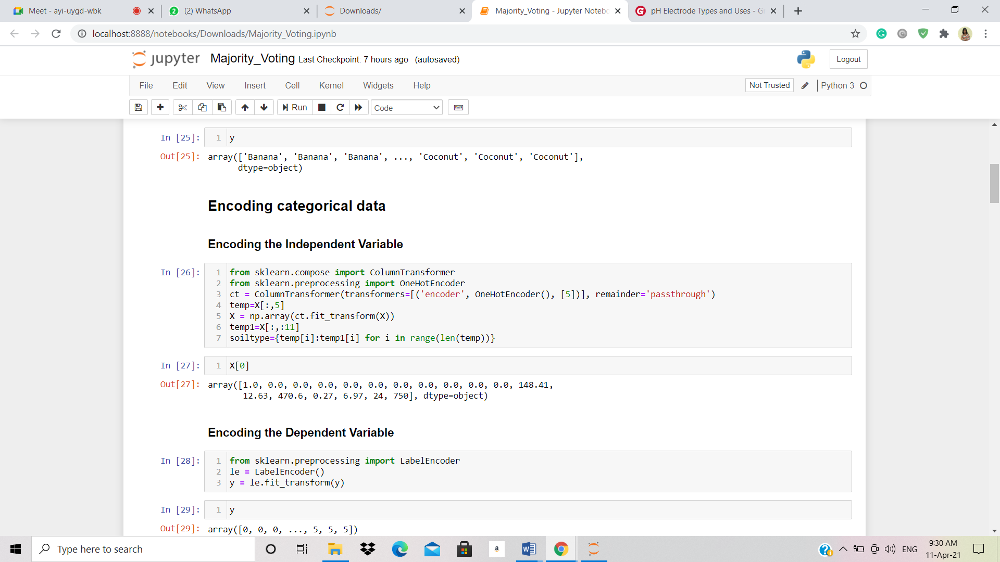 Meet - ayi-uygd-wbk
(2) WhatsApp
Downloads/
Majority_Voting - Jupyter Notebo
pH Electrode Types and Uses - G
localhost:8888/notebooks/Downloads/Majority_Voting.ipynb
jupyter Majority_Voting Last Checkpoint: 7 hours ago (autosaved)
Logout
File Edit View Insert Cell Kernel Widgets Help
Not Trusted Python 3
Run Code
In [25]: 1 y
Out[25]: array(['Banana', 'Banana', 'Banana', ..., 'Coconut', 'Coconut', 'Coconut'],
dtype=object)
Encoding categorical data
Encoding the Independent Variable
In [26]: 1 from sklearn.compose import ColumnTransformer
2 from sklearn.preprocessing import OneHotEncoder
3 ct = ColumnTransformer(transformers=[('encoder', OneHotEncoder(), [5])], remainder='passthrough')
4 temp=X[:,5]
5 X = np.array(ct.fit_transform(X))
6 temp1=X[:,:11]
7 soiltype={temp[i]:temp1[i] for i in range(len(temp))}
In [27]: 1 X[0]
Out[27]: array([1.0, 0.0, 0.0, 0.0, 0.0, 0.0, 0.0, 0.0, 0.0, 0.0, 0.0, 148.41,
12.63, 470.6, 0.27, 6.97, 24, 750], dtype=object)
Encoding the Dependent Variable
In [28]: 1 from sklearn.preprocessing import LabelEncoder
2 le = LabelEncoder()
3 y = le.fit_transform(y)
In [29]: 1 y
Out[29]: array([0, 0, 0, ..., 5, 5, 5])
Type here to search
a
ENG
9:30 AM
11-Apr-21